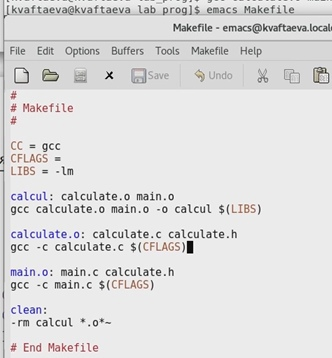 [kvaftaeva@kvaftaeva lab_prog]$ emacs Makefile
Makefile - emacs@kvaftaeva.locale
File Edit Options Buffers Tools Makefile Help
Save Undo
#
# Makefile
#
CC = gcc
CFLAGS =
LIBS = -lm
calcul: calculate.o main.o
gcc calculate.o main.o -o calcul $(LIBS)
calculate.o: calculate.c calculate.h
gcc -c calculate.c $(CFLAGS)
main.o: main.c calculate.h
gcc -c main.c $(CFLAGS)
clean:
-rm calcul *.o*~
# End Makefile